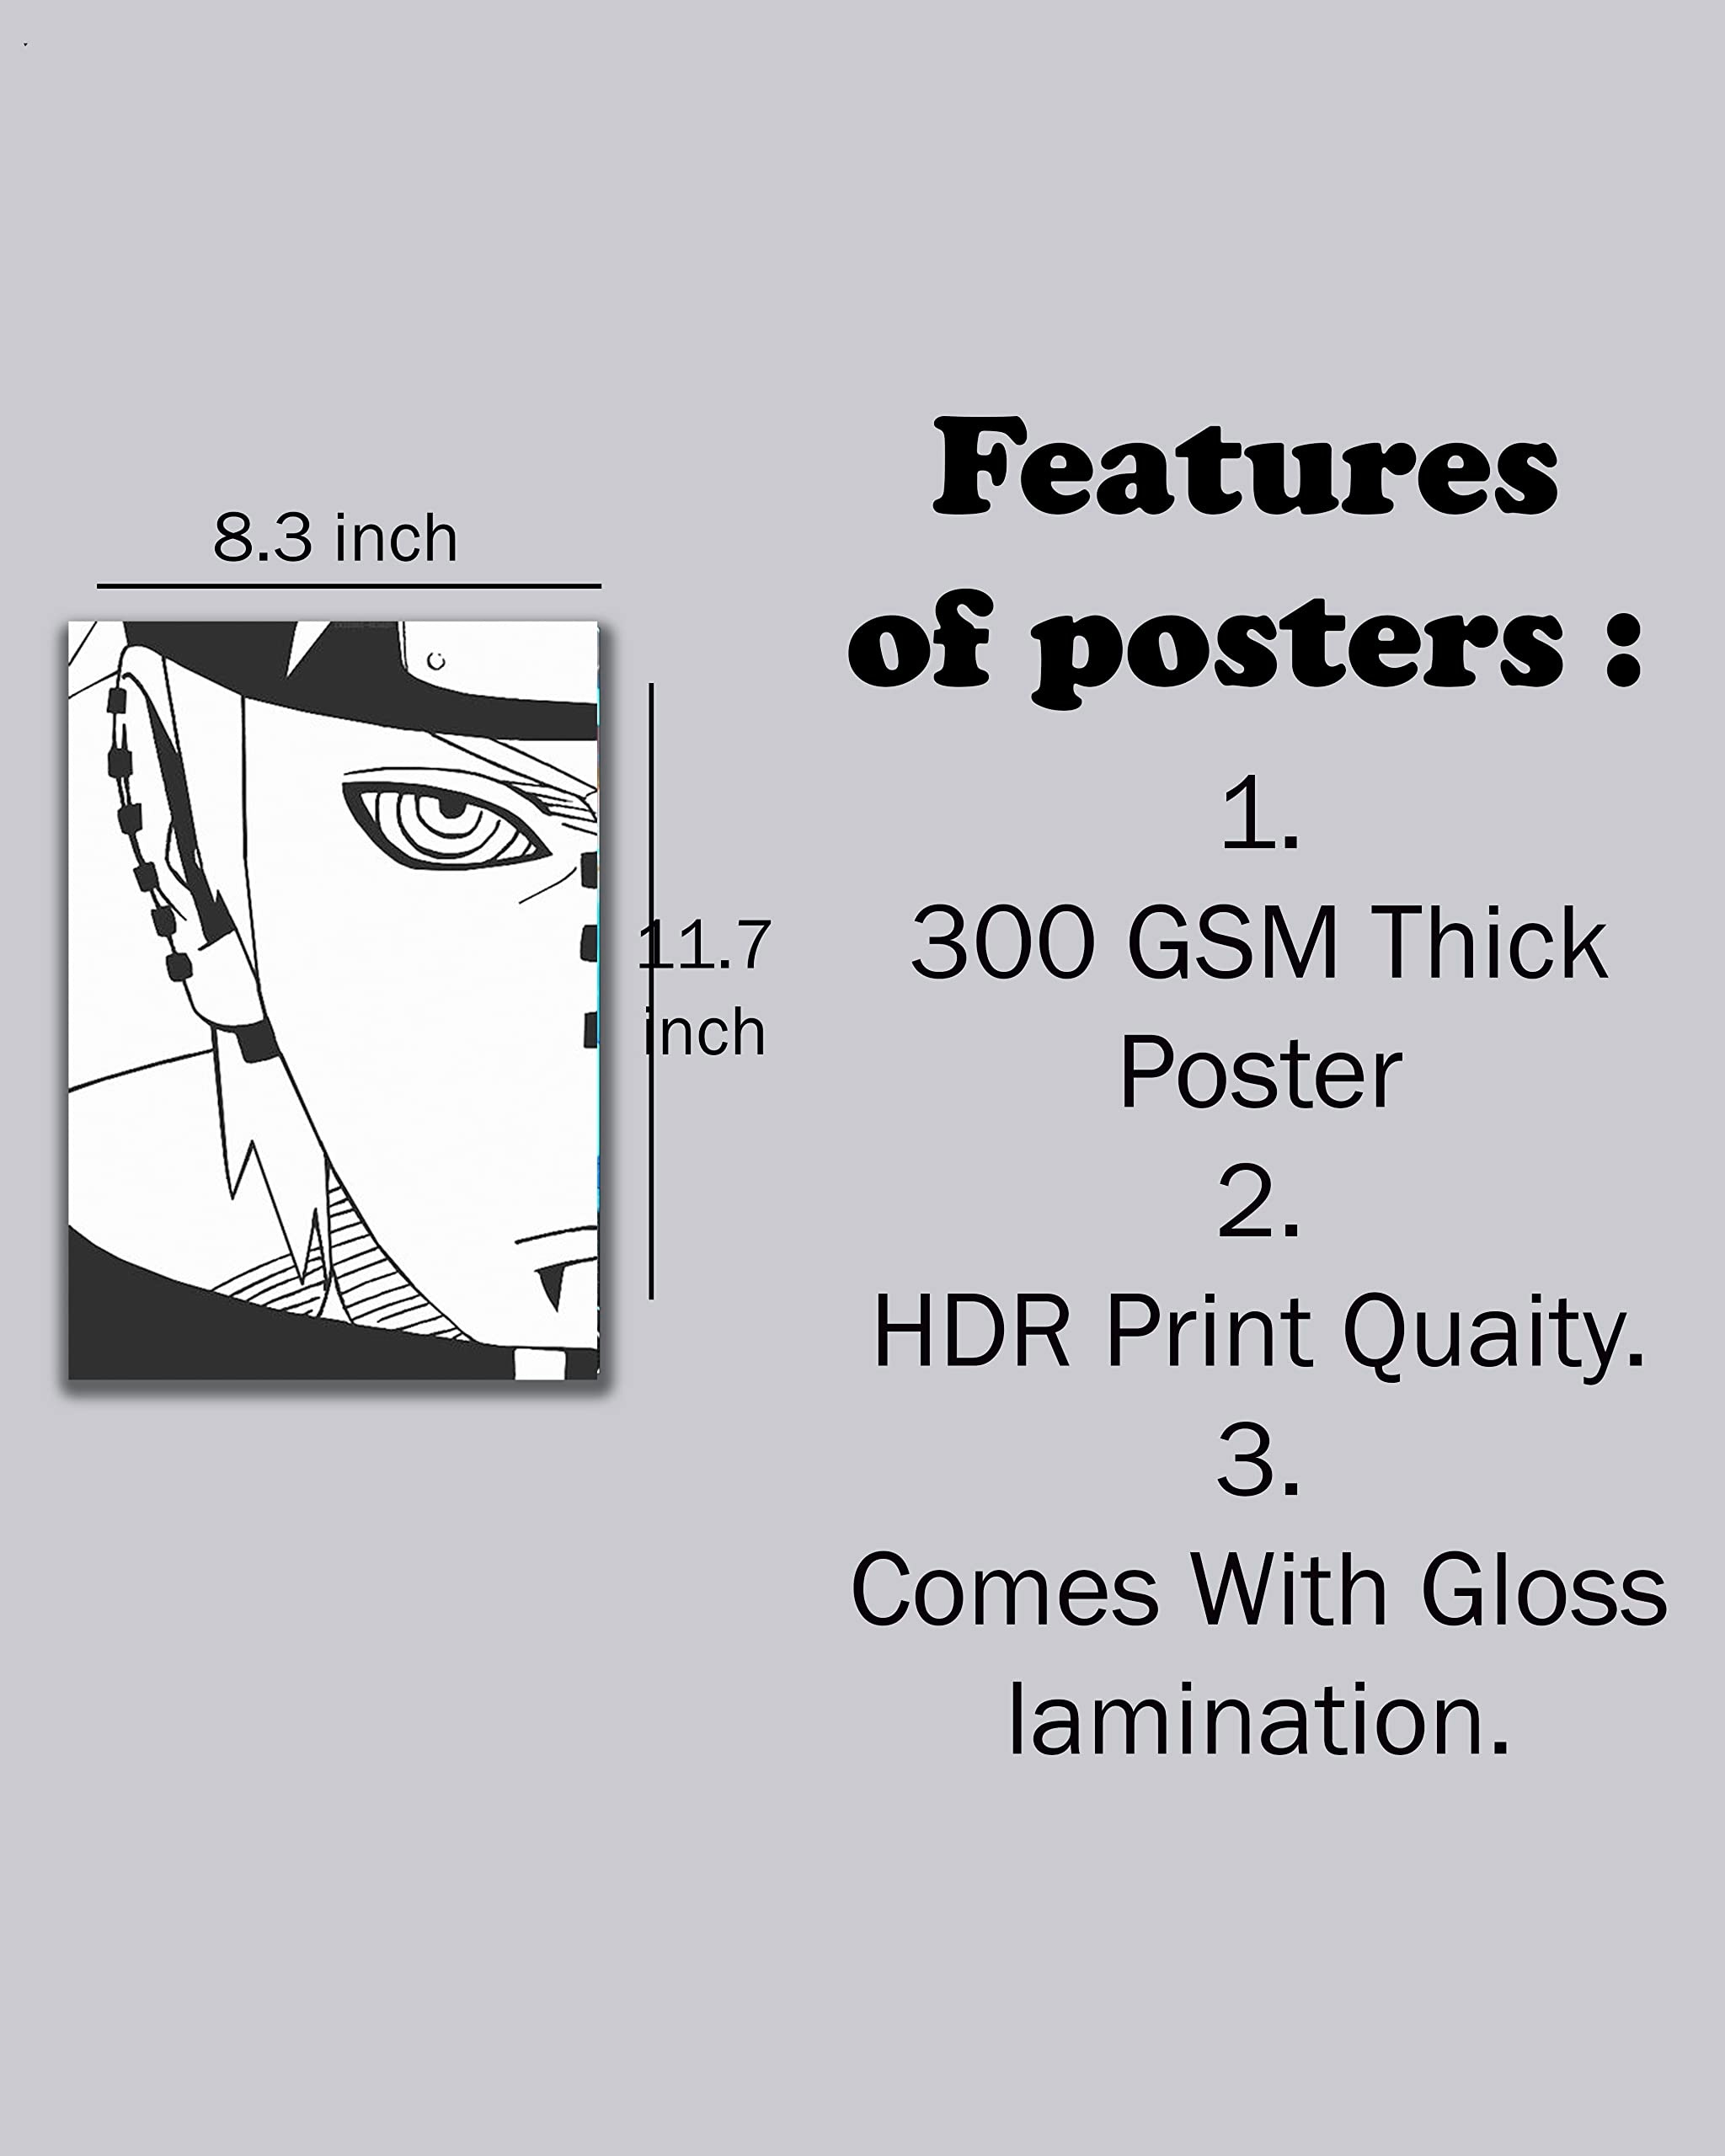 8.3 inch
11.7
inch
Features
of posters :
1.
300 GSM Thick
Poster
2.
HDR Print Quaity.
3.
Comes With Gloss
lamination.